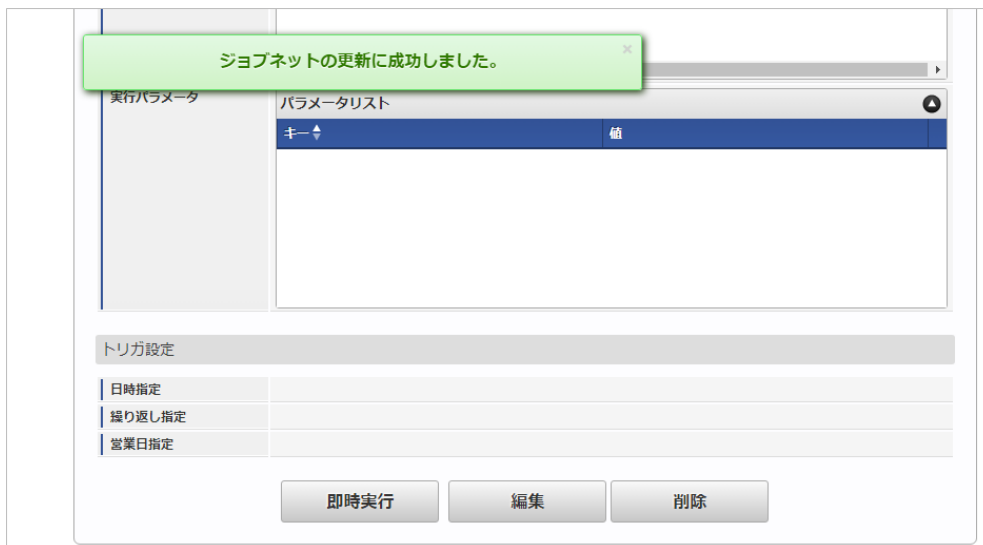 ジョブネットの更新に成功しました。 ×
実行パラメータ
パラメータリスト
キー 値
トリガ設定
日時指定
繰り返し指定
営業日指定
即時実行 編集 削除